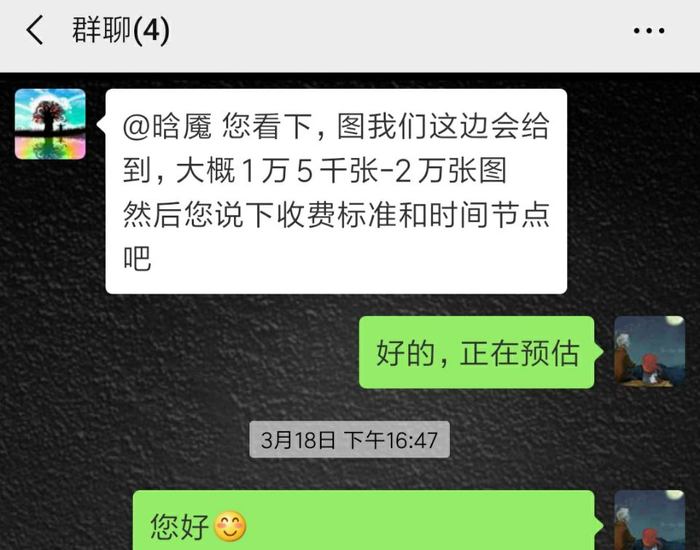 群聊(4)
@晗魇 您看下，图我们这边会给
到，大概1万5千张-2万张图
然后您说下收费标准和时间节点
吧
好的，正在预估
3月18日 下午16:47
您好😊